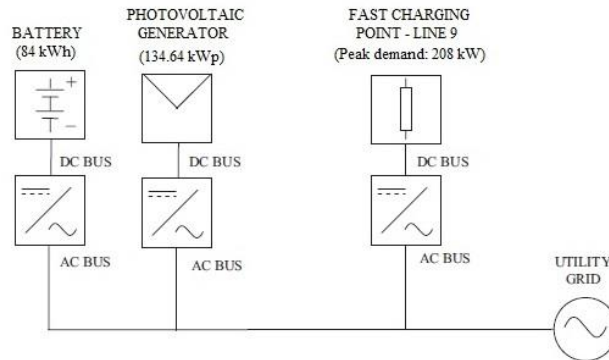 BATTERY
(84 kWh)
PHOTOVOLTAIC
GENERATOR
(134.64 kWp)
FAST CHARGING
POINT - LINE 9
(Peak demand: 208 kW)
+
−
DC BUS
DC BUS
DC BUS
AC BUS
AC BUS
AC BUS
UTILITY
GRID